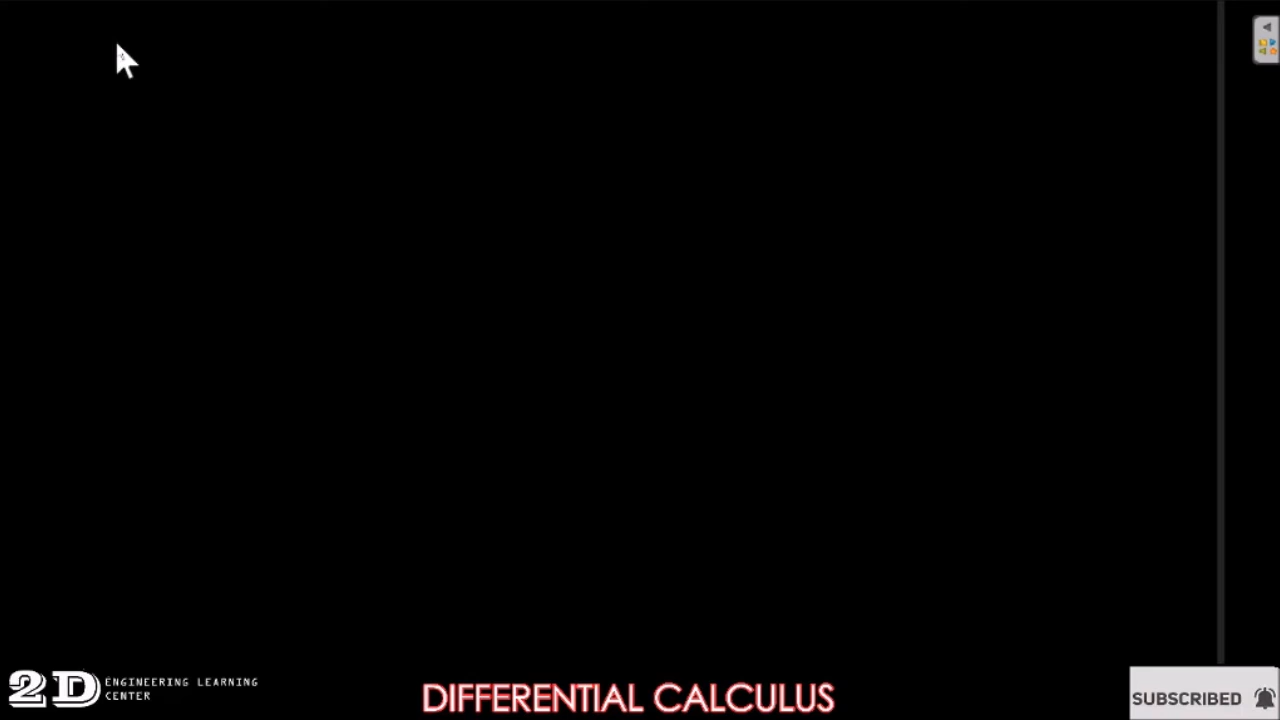 2D ENGINEERING LEARNING
CENTER
DIFFERENTIAL CALCULUS
SUBSCRIBED